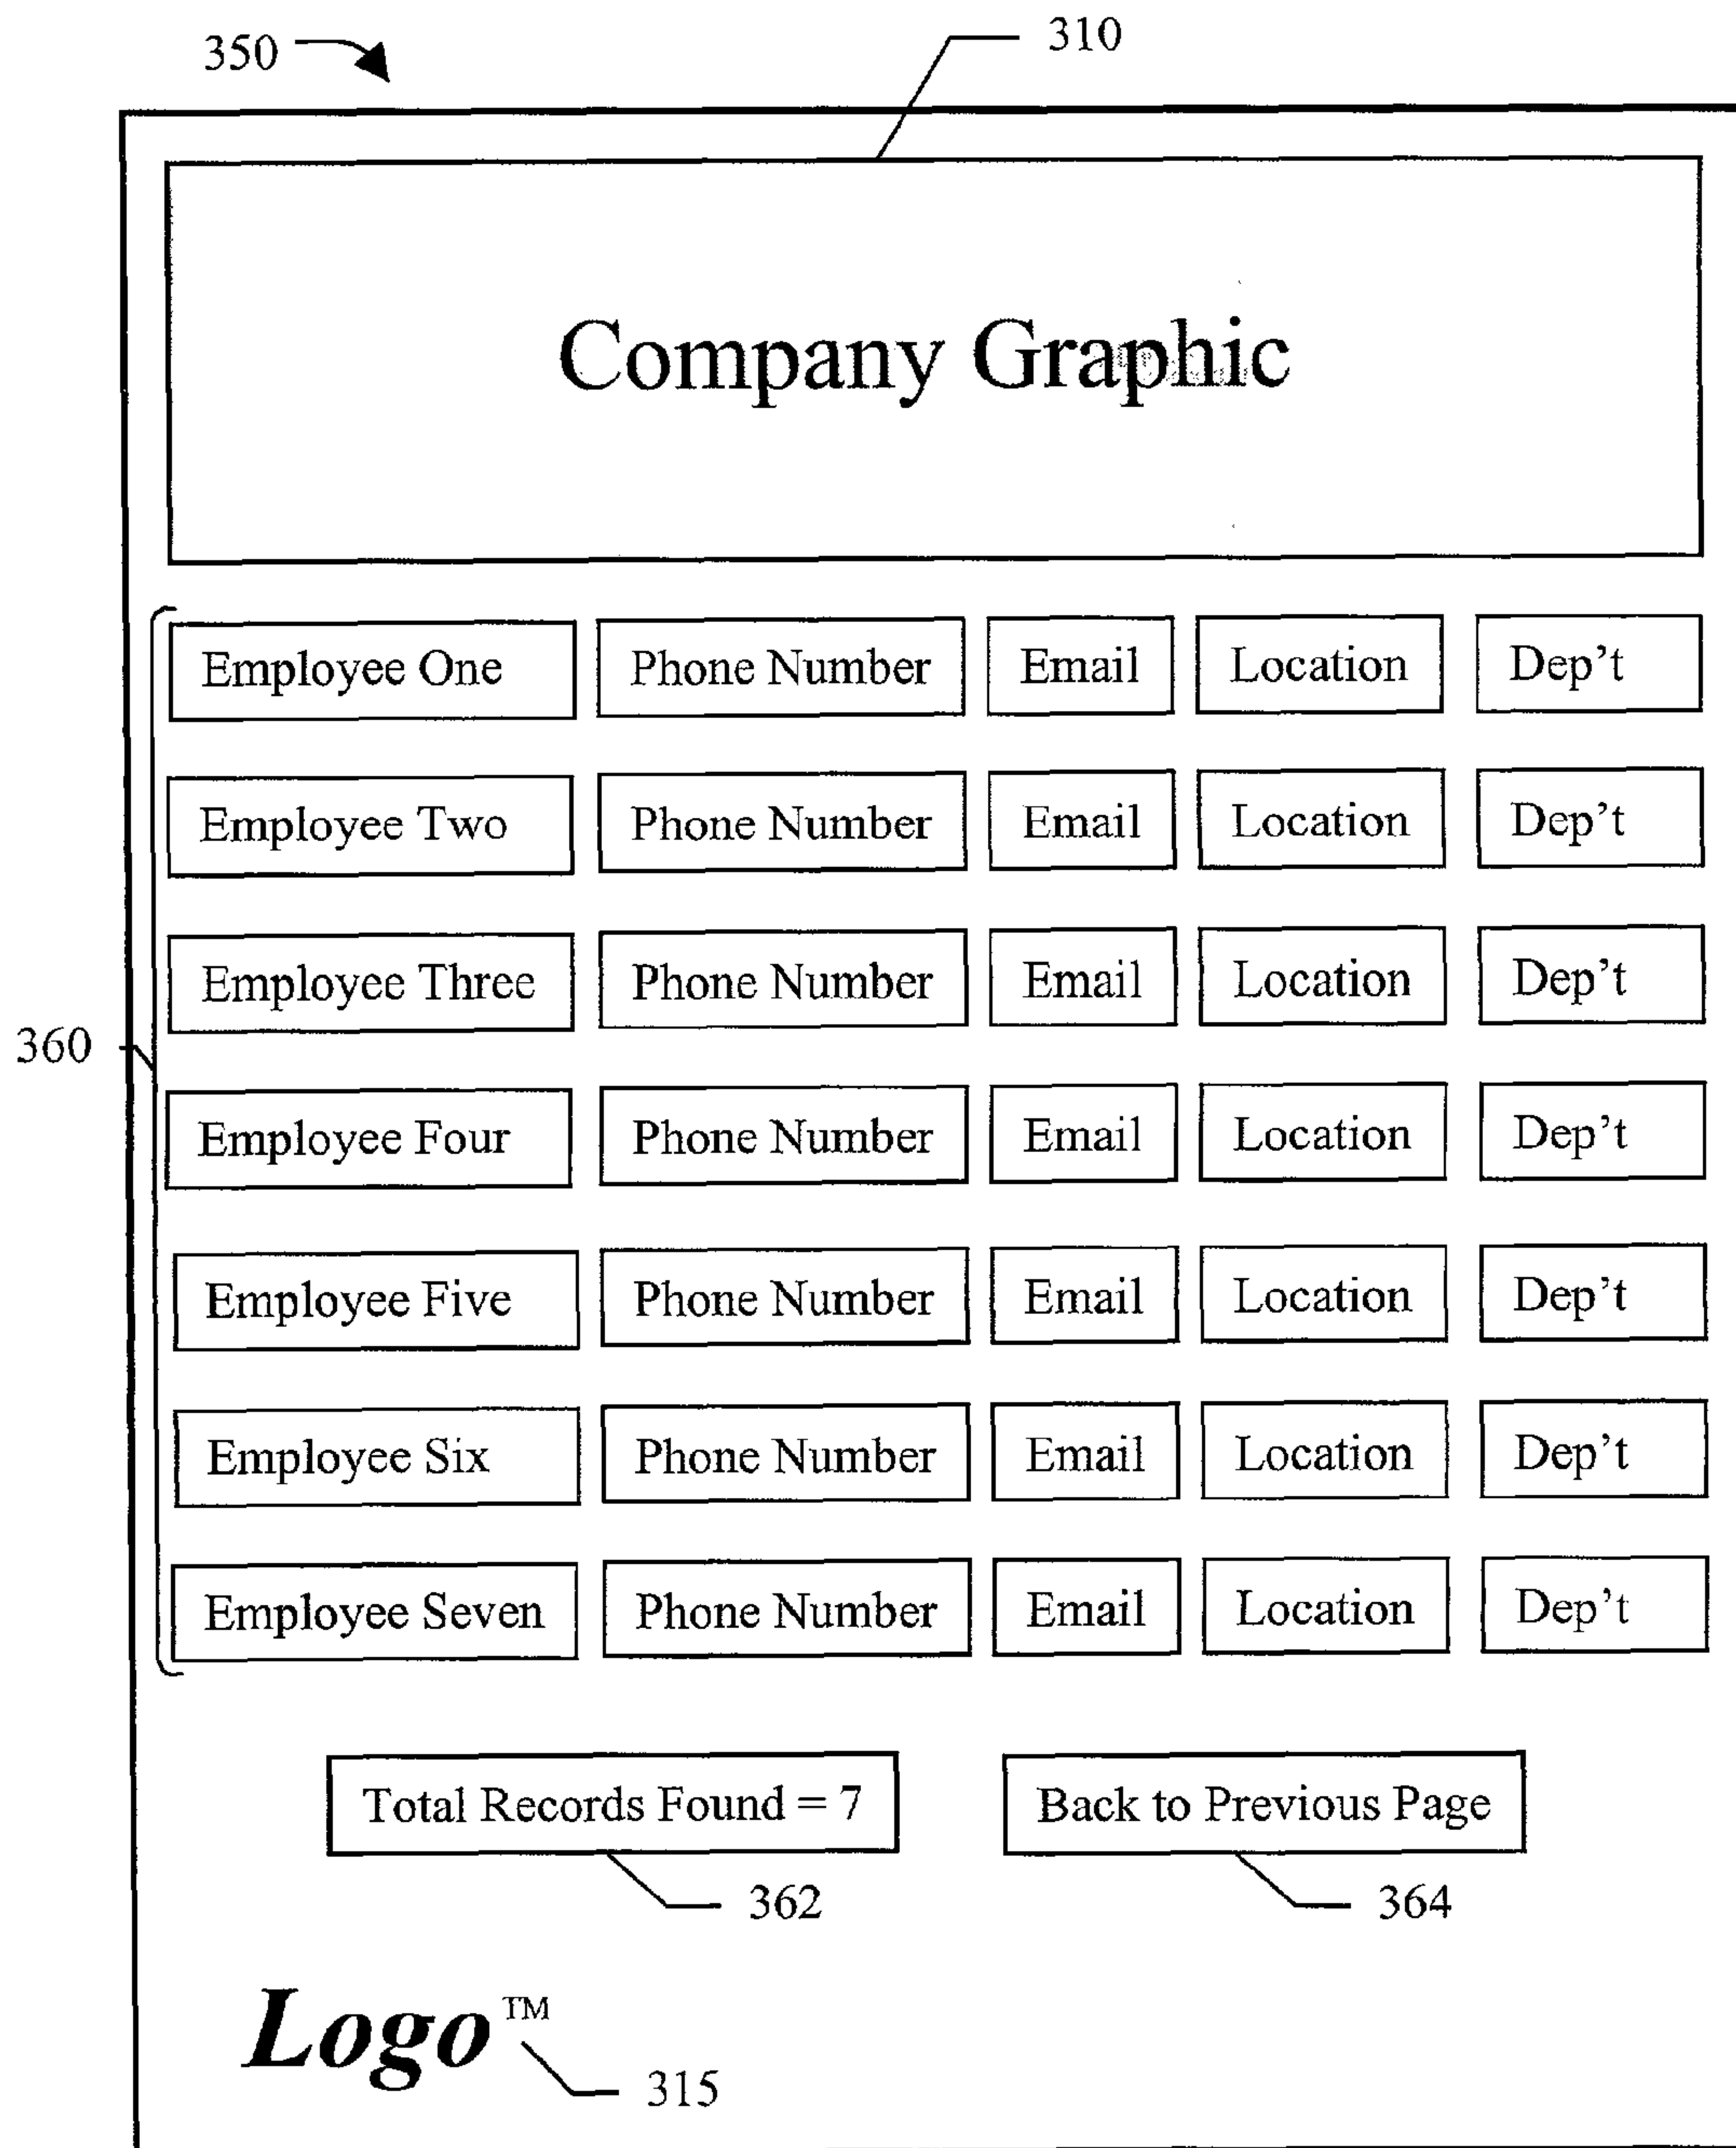 350 310
Company Graphic
Employee One Phone Number Email Location Dep't
Employee Two Phone Number Email Location Dep't
Employee Three Phone Number Email Location Dep't
360
Employee Four Phone Number Email Location Dep't
Employee Five Phone Number Email Location Dep't
Employee Six Phone Number Email Location Dep't
Employee Seven Phone Number Email Location Dep't
Total Records Found = 7 Back to Previous Page
362 364
Logo™
315